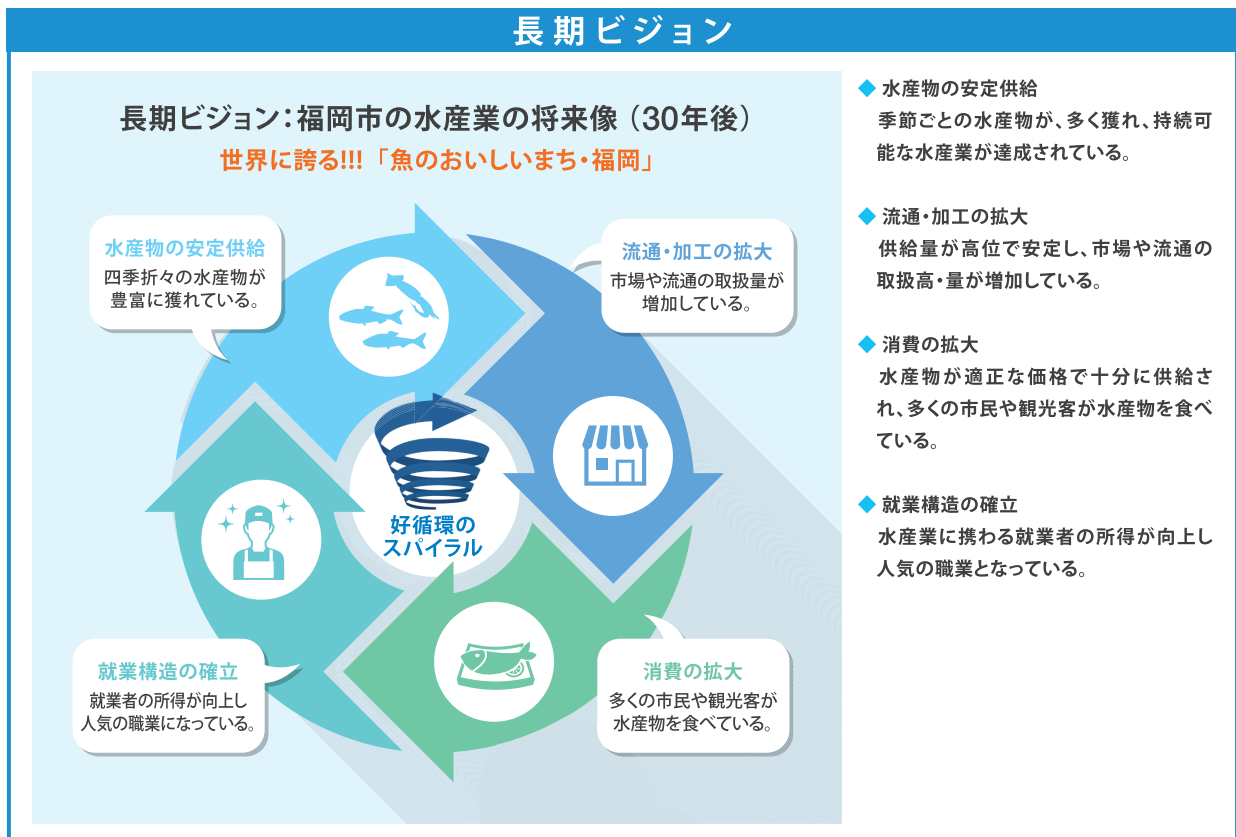 長期ビジョン
長期ビジョン：福岡市の水産業の将来像（30年後）
世界に誇る!!!「魚のおいしいまち・福岡」
水産物の安定供給
四季折々の水産物が
豊富に獲れている。
流通・加工の拡大
市場や流通の取扱量が
増加している。
好循環の
スパイラル
就業構造の確立
就業者の所得が向上し
人気の職業になっている。
消費の拡大
多くの市民や観光客が
水産物を食べている。
◆ 水産物の安定供給
季節ごとの水産物が、多く獲れ、持続可
能な水産業が達成されている。
◆ 流通・加工の拡大
供給量が高位で安定し、市場や流通の
取扱高・量が増加している。
◆ 消費の拡大
水産物が適正な価格で十分に供給さ
れ、多くの市民や観光客が水産物を食べ
ている。
◆ 就業構造の確立
水産業に携わる就業者の所得が向上し
人気の職業となっている。